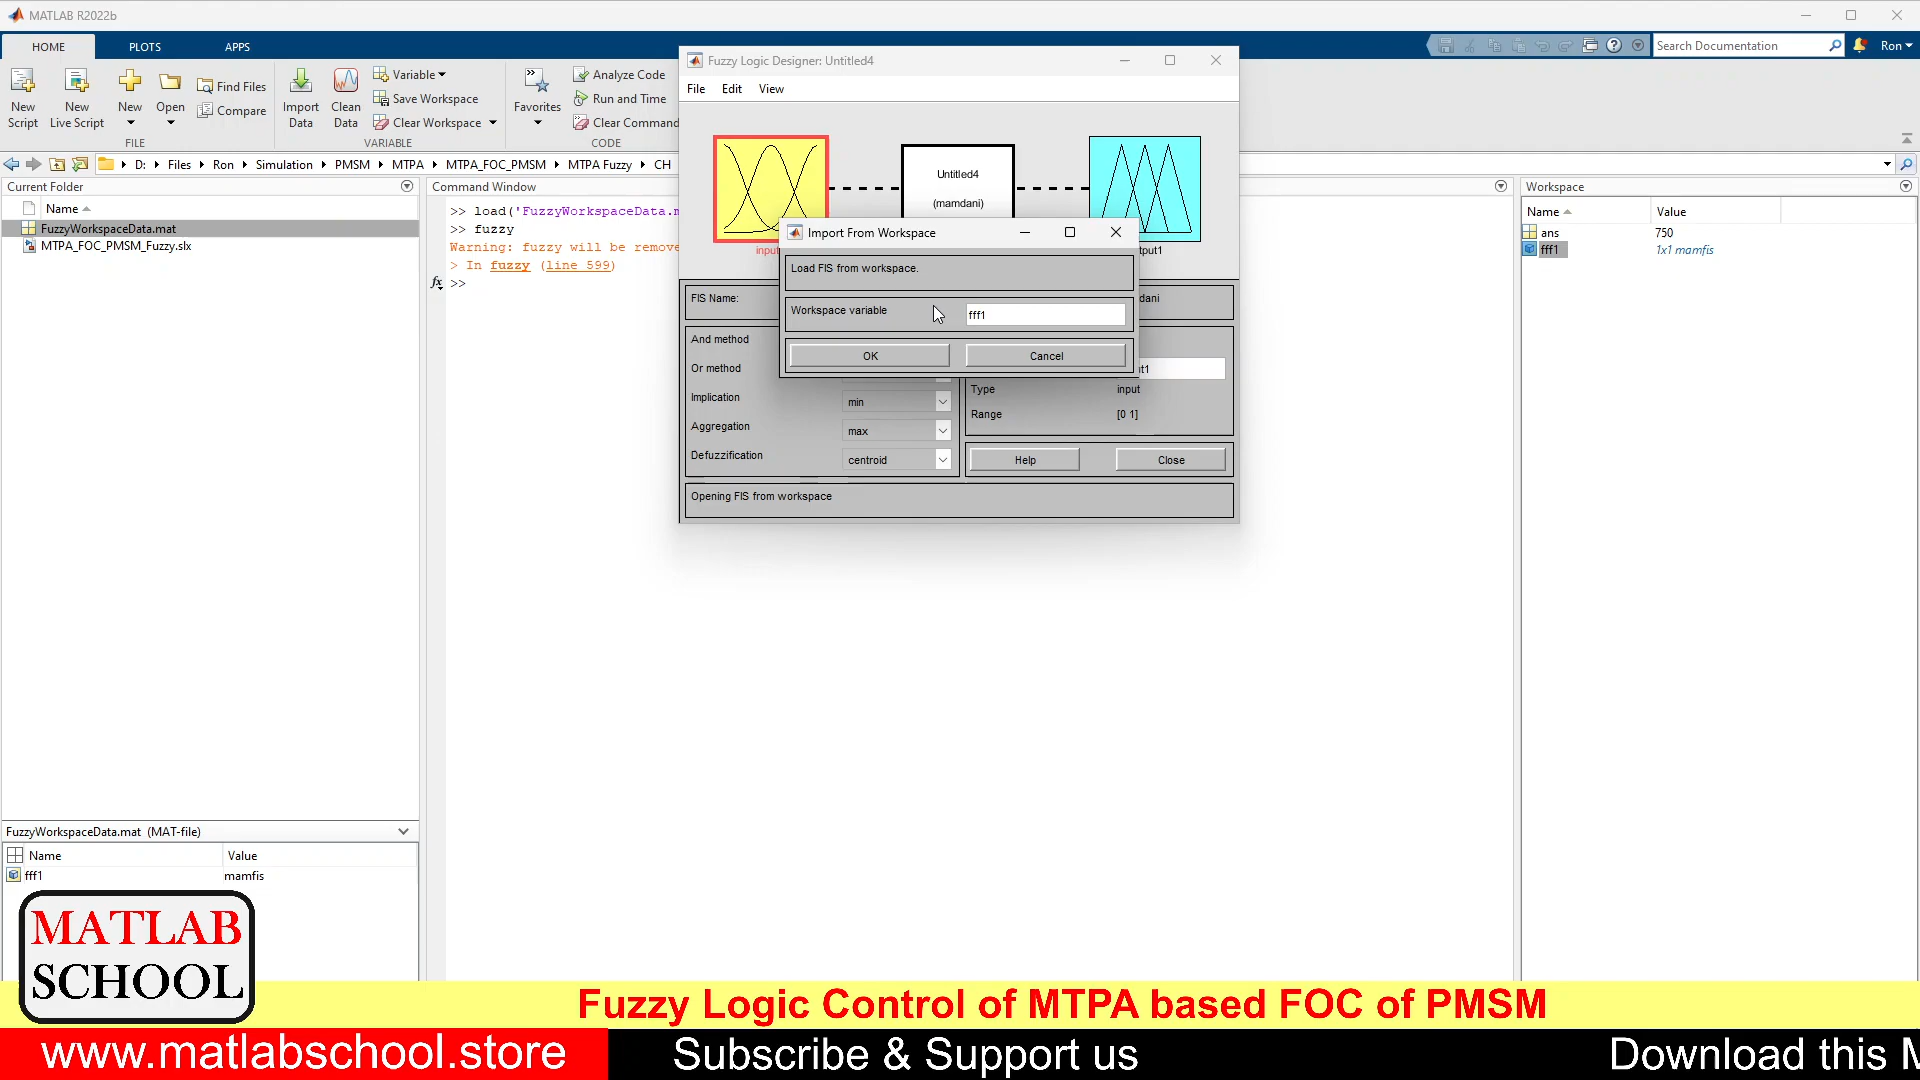 MATLAB R2022b
HOME PLOTS APPS
Search Documentation
Ron
New Script
New Live Script
New
Open
Find Files
Compare
FILE
Import Data
Clean Data
Variable
Save Workspace
Clear Workspace
VARIABLE
Favorites
Analyze Code
Run and Time
Clear Command
CODE
D: Files Ron Simulation PMSM MTPA MTPA_FOC_PMSM MTPA Fuzzy CH
Current Folder
Name
FuzzyWorkspaceData.mat
MTPA_FOC_PMSM_Fuzzy.slx
FuzzyWorkspaceData.mat (MAT-file)
Name Value
fff1 mamfis
Command Window
>> load('FuzzyWorkspaceData.m
>> fuzzy
Warning: fuzzy will be remove
> In fuzzy (line 599)
fx >>
Fuzzy Logic Designer: Untitled4
File Edit View
Untitled4
(mamdani)
input
tput1
FIS Name:
dani
And method
Or method
Implication min
Aggregation max
Defuzzification centroid
t1
Type input
Range [0 1]
Help Close
Opening FIS from workspace
Import From Workspace
Load FIS from workspace.
Workspace variable fff1
OK Cancel
Workspace
Name Value
ans 750
fff1 1x1 mamfis
MATLAB
SCHOOL
Fuzzy Logic Control of MTPA based FOC of PMSM
www.matlabschool.store Subscribe & Support us Download this M